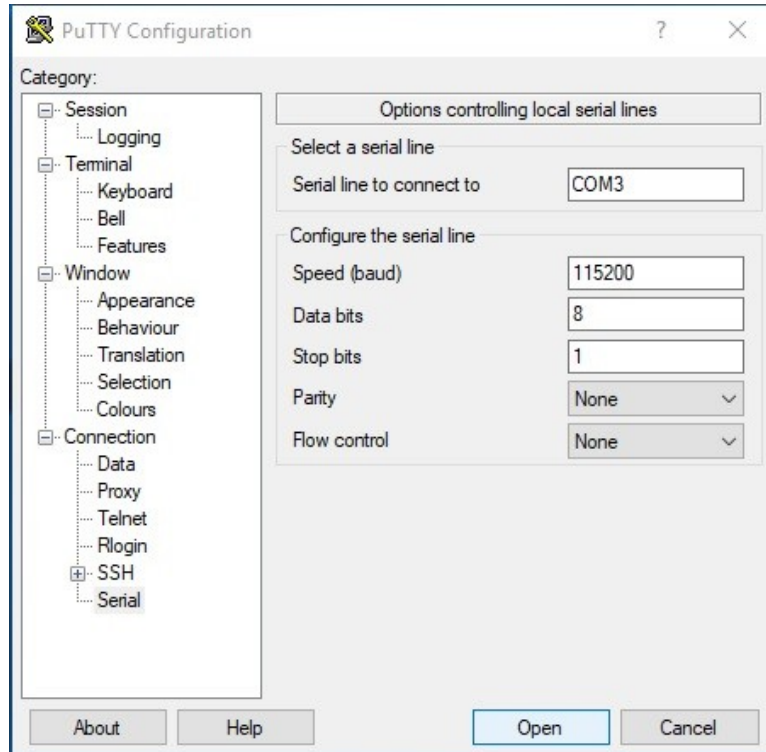 PuTTY Configuration
Category:
Session
Logging
Terminal
Keyboard
Bell
Features
Window
Appearance
Behaviour
Translation
Selection
Colours
Connection
Data
Proxy
Telnet
Rlogin
SSH
Serial
Options controlling local serial lines
Select a serial line
Serial line to connect to COM3
Configure the serial line
Speed (baud) 115200
Data bits 8
Stop bits 1
Parity None
Flow control None
About Help Open Cancel